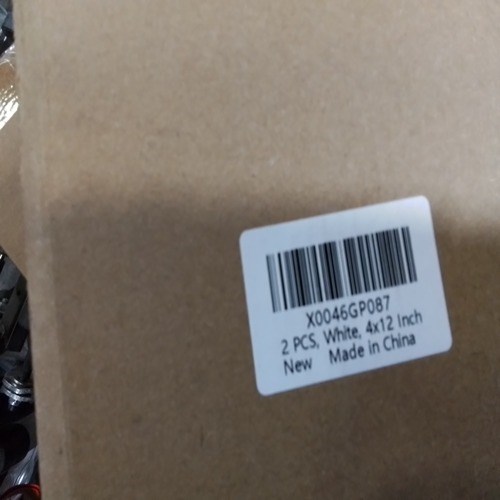 X0046GP087
2 PCS, White, 4x12 Inch
New Made in China